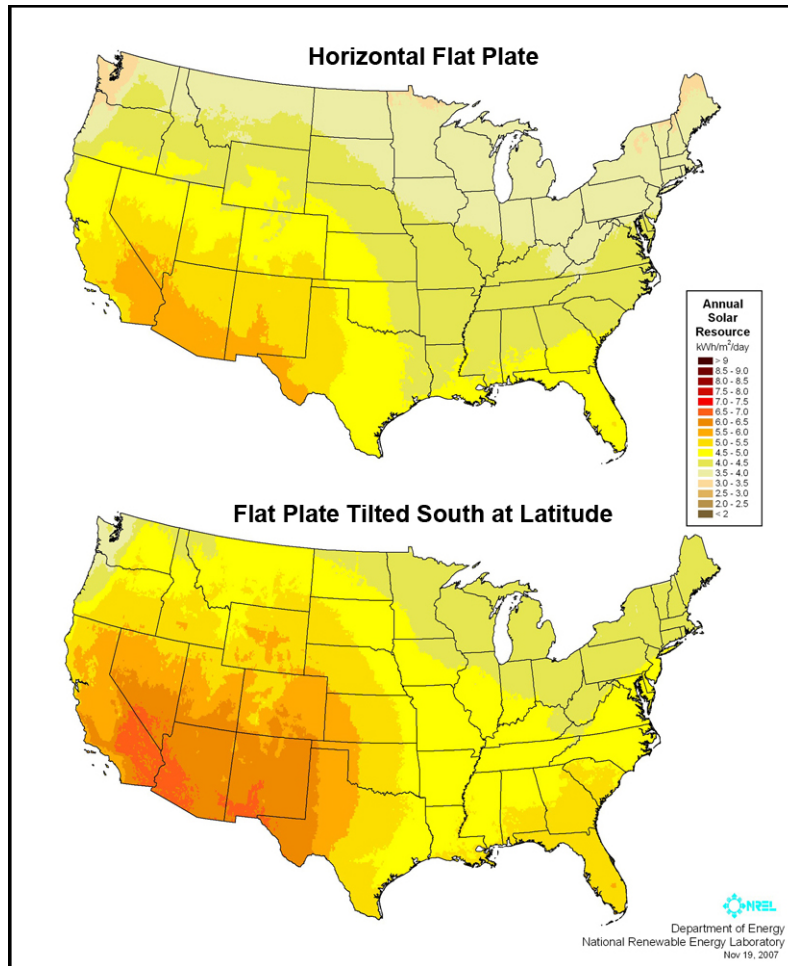 Horizontal Flat Plate
Annual
Solar
Resource
kWh/m²/day
> 9
8.5 - 9.0
8.0 - 8.5
7.5 - 8.0
7.0 - 7.5
6.5 - 7.0
6.0 - 6.5
5.5 - 6.0
5.0 - 5.5
4.5 - 5.0
4.0 - 4.5
3.5 - 4.0
3.0 - 3.5
2.5 - 3.0
2.0 - 2.5
< 2
Flat Plate Tilted South at Latitude
NREL
Department of Energy
National Renewable Energy Laboratory
Nov 19, 2007